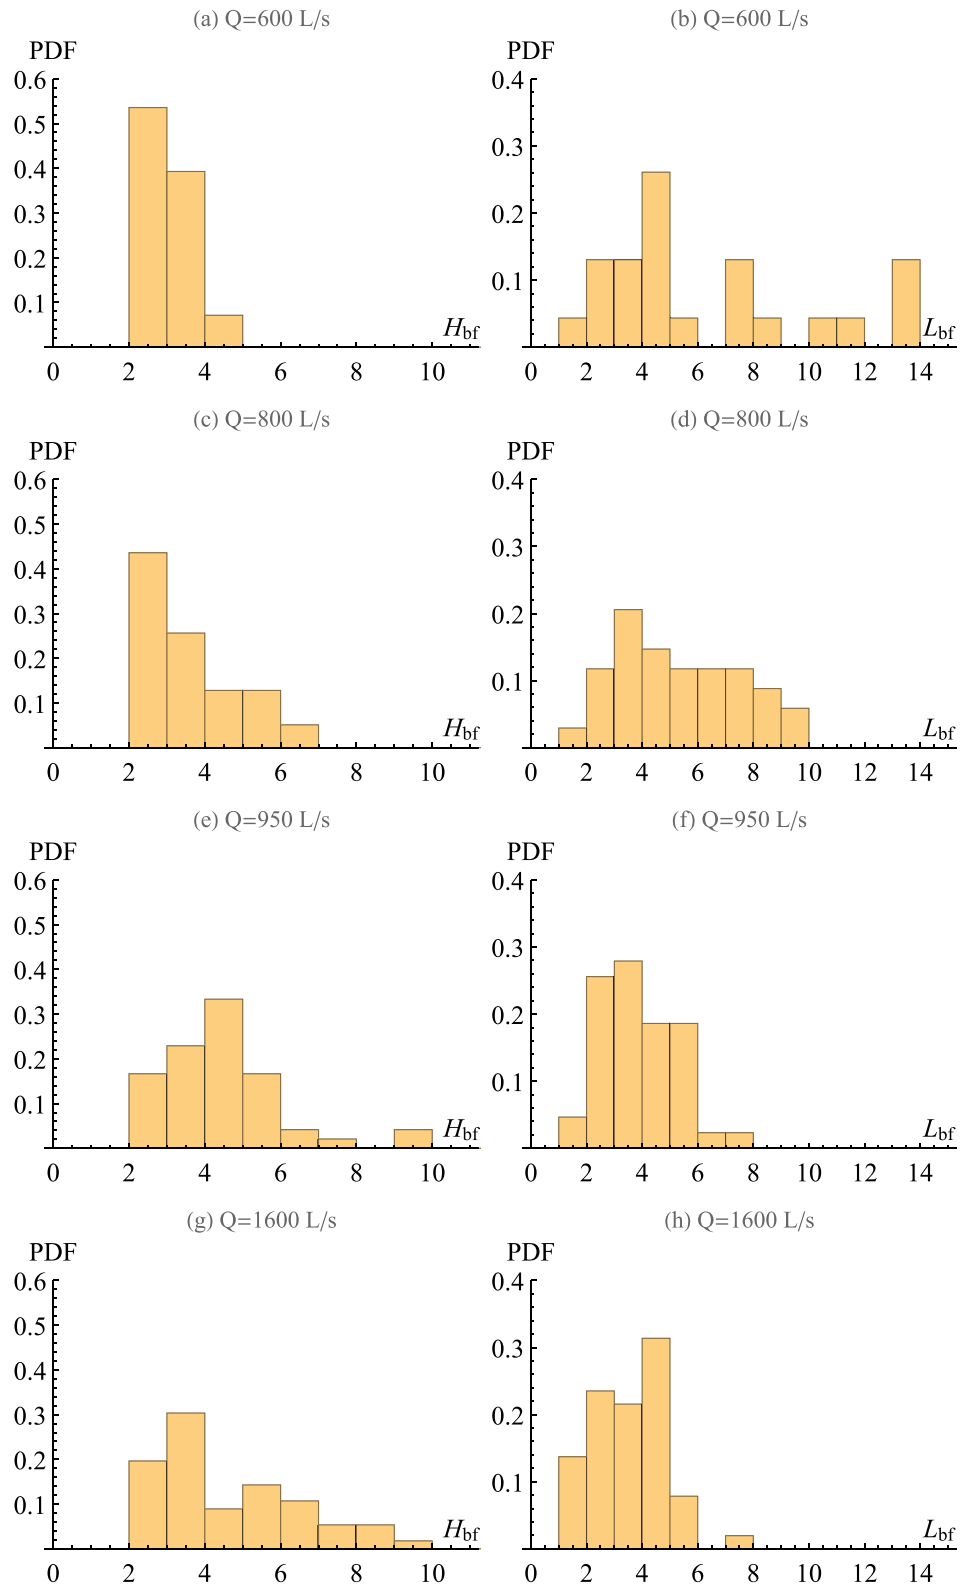 (a) Q=600 L/s
PDF
0.6
0.5
0.4
0.3
0.2
0.1
H_bf
0 2 4 6 8 10
(b) Q=600 L/s
PDF
0.4
0.3
0.2
0.1
L_bf
0 2 4 6 8 10 12 14
(c) Q=800 L/s
PDF
0.6
0.5
0.4
0.3
0.2
0.1
H_bf
0 2 4 6 8 10
(d) Q=800 L/s
PDF
0.4
0.3
0.2
0.1
L_bf
0 2 4 6 8 10 12 14
(e) Q=950 L/s
PDF
0.6
0.5
0.4
0.3
0.2
0.1
H_bf
0 2 4 6 8 10
(f) Q=950 L/s
PDF
0.4
0.3
0.2
0.1
L_bf
0 2 4 6 8 10 12 14
(g) Q=1600 L/s
PDF
0.6
0.5
0.4
0.3
0.2
0.1
H_bf
0 2 4 6 8 10
(h) Q=1600 L/s
PDF
0.4
0.3
0.2
0.1
L_bf
0 2 4 6 8 10 12 14